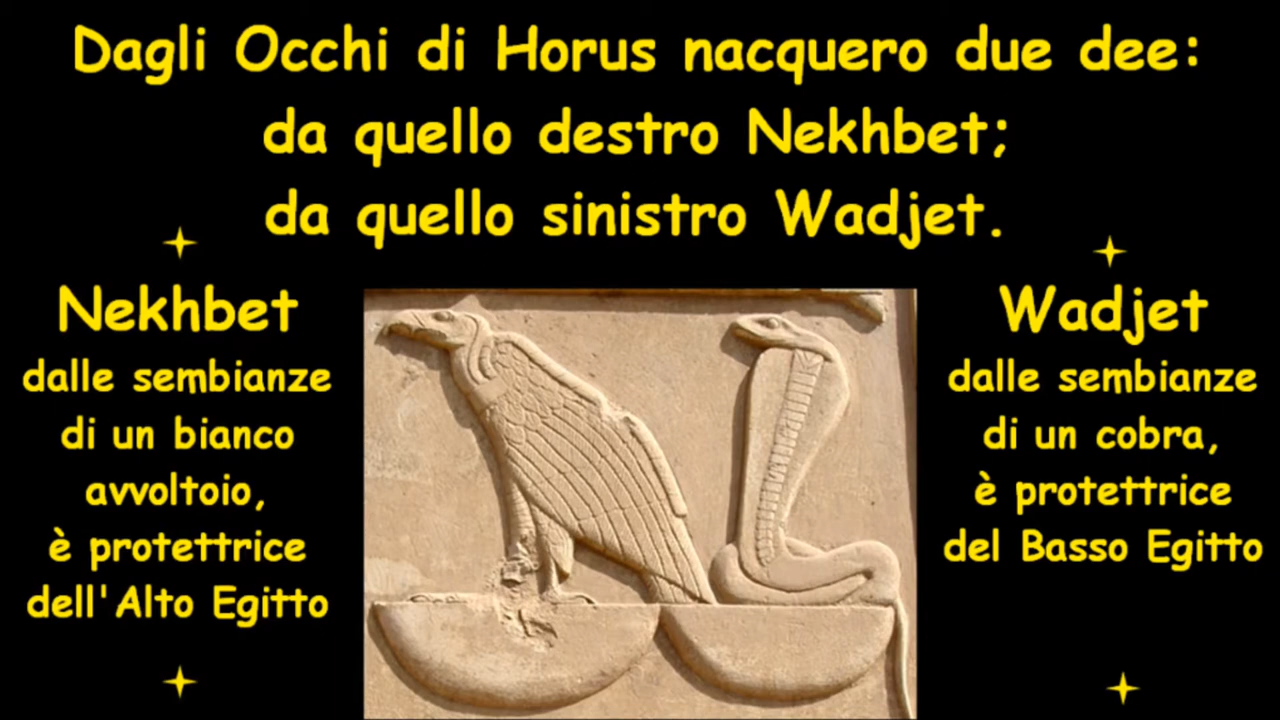 Dagli Occhi di Horus nacquero due dee:
da quello destro Nekhbet;
da quello sinistro Wadjet.
Nekhbet
dalle sembianze
di un bianco
avvoltoio,
è protettrice
dell'Alto Egitto
Wadjet
dalle sembianze
di un cobra,
è protettrice
del Basso Egitto